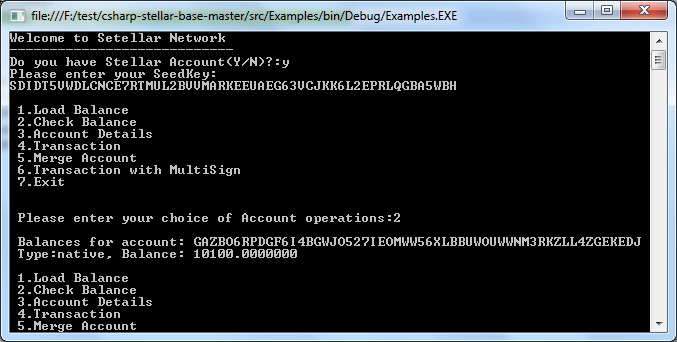 file:///F:/test/csharp-stellar-base-master/src/Examples/bin/Debug/Examples.EXE
Welcome to Setellar Network
---------------------------
Do you have Stellar Account(Y/N)?:y
Please enter your SeedKey:
SDIDT5VWDLCNCE7RTMUL2BVVMARKEEUAEG63VCJKK6L2EPRLQGBA5WBH
1.Load Balance
2.Check Balance
3.Account Details
4.Transaction
5.Merge Account
6.Transaction with MultiSign
7.Exit
Please enter your choice of Account operations:2
Balances for account: GAZBO6RPDGF6I4BGWJO527IEOMWW56XLBBUWOUWWNM3RKZLL4ZGEKEDJ
Type:native, Balance: 10100.0000000
1.Load Balance
2.Check Balance
3.Account Details
4.Transaction
5.Merge Account